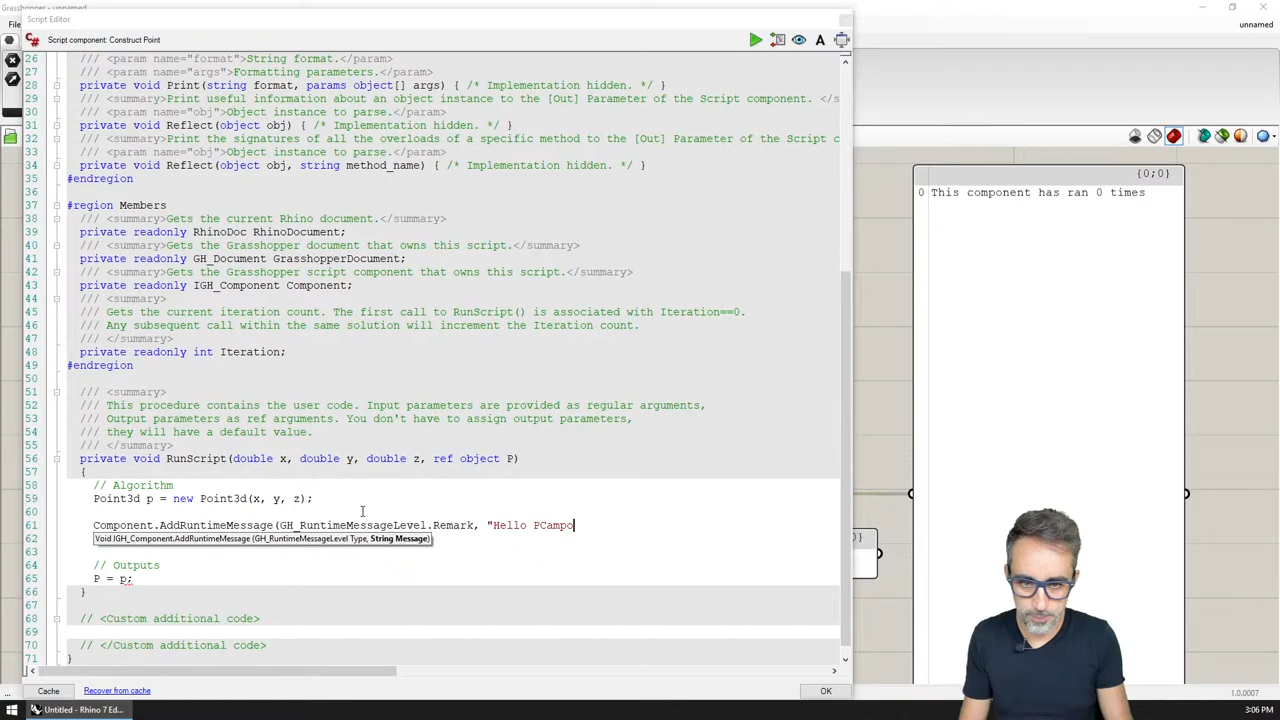 Grasshopper
unnamed
Script Editor
File
unnamed
Script component: Construct Point
26 /// <param name="format">String format.</param>
27 /// <param name="args">Formatting parameters.</param>
28 private void Print(string format, params object[] args) { /* Implementation hidden. */ }
29 /// <summary>Print useful information about an object instance to the [Out] Parameter of the Script component. </s
30 /// <param name="obj">Object instance to parse.</param>
31 private void Reflect(object obj) { /* Implementation hidden. */ }
32 /// <summary>Print the signatures of all the overloads of a specific method to the [Out] Parameter of the Script c
33 /// <param name="obj">Object instance to parse.</param>
34 private void Reflect(object obj, string method_name) { /* Implementation hidden. */ }
35 #endregion
36
37 #region Members
38 /// <summary>Gets the current Rhino document.</summary>
39 private readonly RhinoDoc RhinoDocument;
40 /// <summary>Gets the Grasshopper document that owns this script.</summary>
41 private readonly GH_Document GrasshopperDocument;
42 /// <summary>Gets the Grasshopper script component that owns this script.</summary>
43 private readonly IGH_Component Component;
44 /// <summary>
45 /// Gets the current iteration count. The first call to RunScript() is associated with Iteration==0.
46 /// Any subsequent call within the same solution will increment the Iteration count.
47 /// </summary>
48 private readonly int Iteration;
49 #endregion
50
51 /// <summary>
52 /// This procedure contains the user code. Input parameters are provided as regular arguments,
53 /// Output parameters as ref arguments. You don't have to assign output parameters,
54 /// they will have a default value.
55 /// </summary>
56 private void RunScript(double x, double y, double z, ref object P)
57 {
58 // Algorithm
59 Point3d p = new Point3d(x, y, z);
60
61 Component.AddRuntimeMessage(GH_RuntimeMessageLevel.Remark, "Hello PCampo
62 Void IGH_Component.AddRuntimeMessage (GH_RuntimeMessageLevel Type, String Message)
63
64 // Outputs
65 P = p;
66 }
67
68 // <Custom additional code>
69
70 // </Custom additional code>
71 }
{0;0}
0 This component has ran 0 times
Cache
Recover from cache
OK
1.0.0007
Untitled - Rhino 7 Ed...
3:06 PM